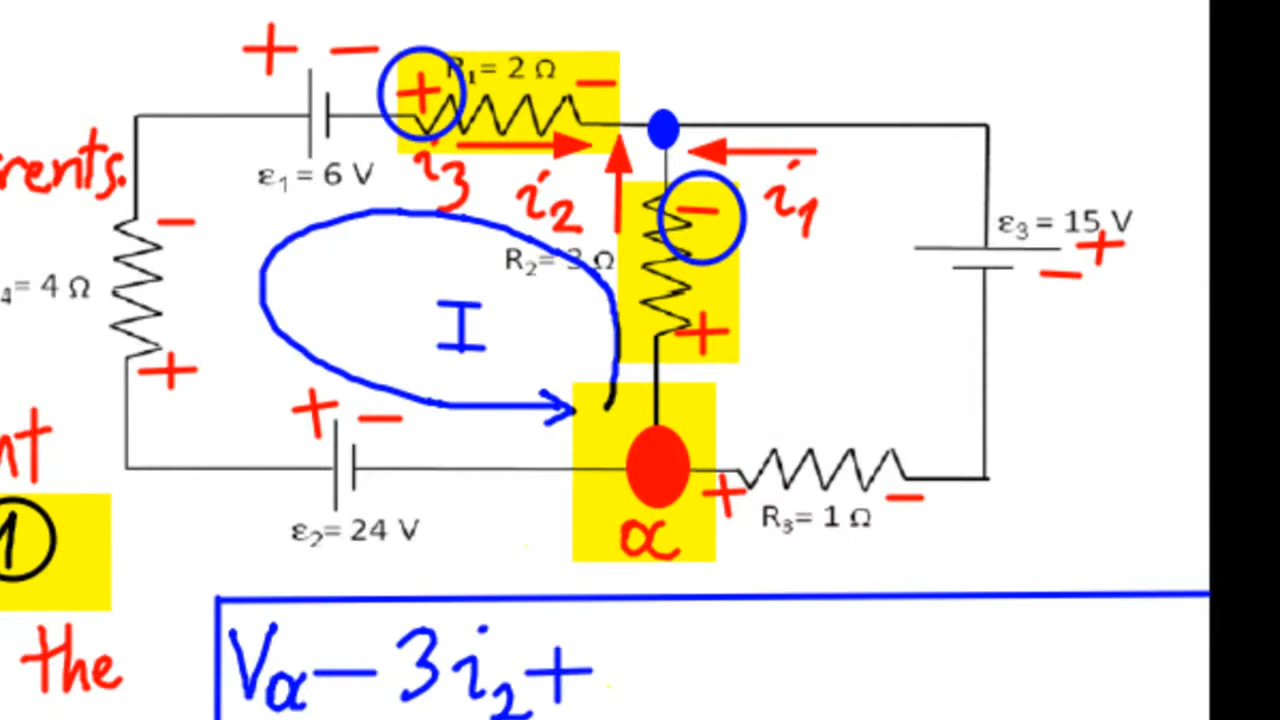 + −
R₁= 2 Ω
+ −
ε₁ = 6 V
rents.
i₃
i₂
i₁
−
−
ε₃ = 15 V
+
−
R₂= 3 Ω
₄= 4 Ω
I
+
+
+ −
nt
ε₂= 24 V
α
+ −
R₃= 1 Ω
1
the
Vα − 3i₂ +